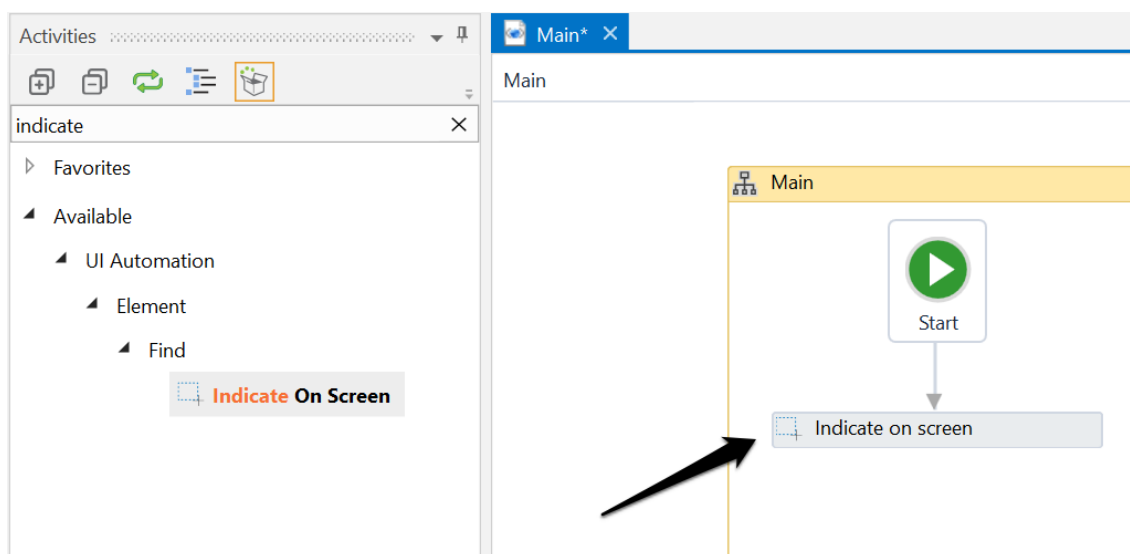 Activities
indicate
Favorites
Available
UI Automation
Element
Find
Indicate On Screen
Main*
Main
Main
Start
Indicate on screen